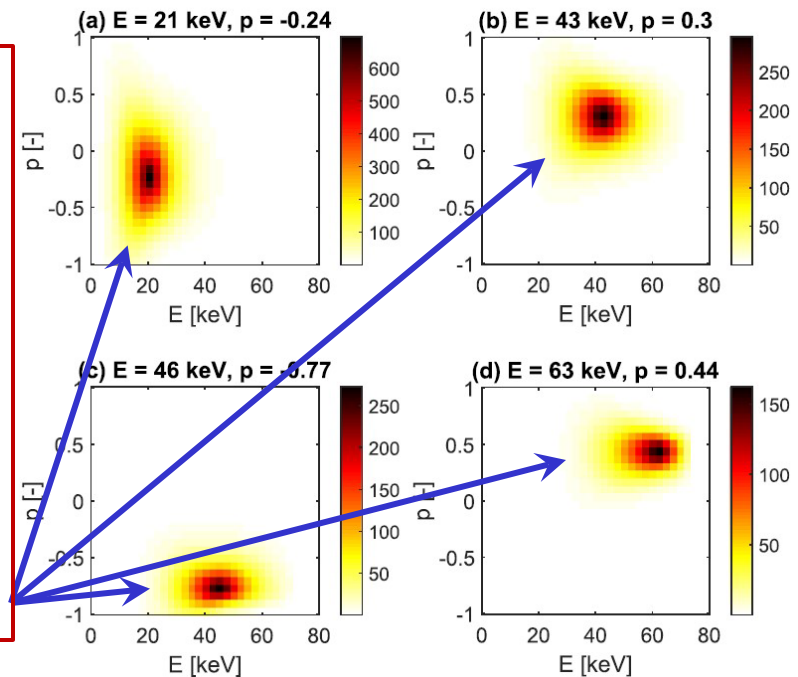 (a) E = 21 keV, p = -0.24
1
0.5
0
-0.5
-1
p [-]
0 20 40 60 80
E [keV]
600
500
400
300
200
100
(b) E = 43 keV, p = 0.3
1
0.5
0
-0.5
-1
p [-]
0 20 40 60 80
E [keV]
250
200
150
100
50
(c) E = 46 keV, p = -0.77
1
0.5
0
-0.5
-1
p [-]
0 20 40 60 80
E [keV]
250
200
150
100
50
(d) E = 63 keV, p = 0.44
1
0.5
0
-0.5
-1
p [-]
0 20 40 60 80
E [keV]
150
100
50